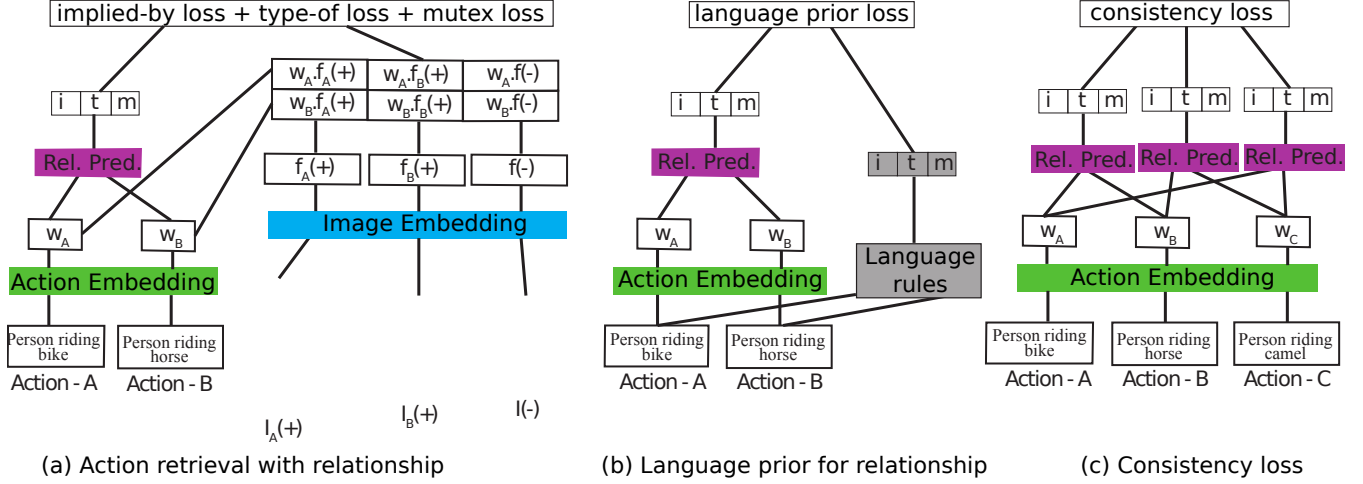 implied-by loss + type-of loss + mutex loss
w_A.f_A(+) w_B.f_B(+) w_A.f(-)
w_B.f_A(+) w_B.f_B(+) w_B.f(-)
i t m
Rel. Pred.
f_A(+) f_B(+) f(-)
Image Embedding
w_A w_B
Action Embedding
Person riding bike
Person riding horse
Action - A Action - B
I_A(+) I_B(+) I(-)
(a) Action retrieval with relationship
language prior loss
i t m
i t m
Rel. Pred.
w_A w_B
Action Embedding
Language
rules
Person riding bike
Person riding horse
Action - A Action - B
(b) Language prior for relationship
consistency loss
i t m i t m i t m
Rel. Pred. Rel. Pred. Rel. Pred.
w_A w_B w_C
Action Embedding
Person riding bike
Person riding horse
Person riding camel
Action - A Action - B Action - C
(c) Consistency loss